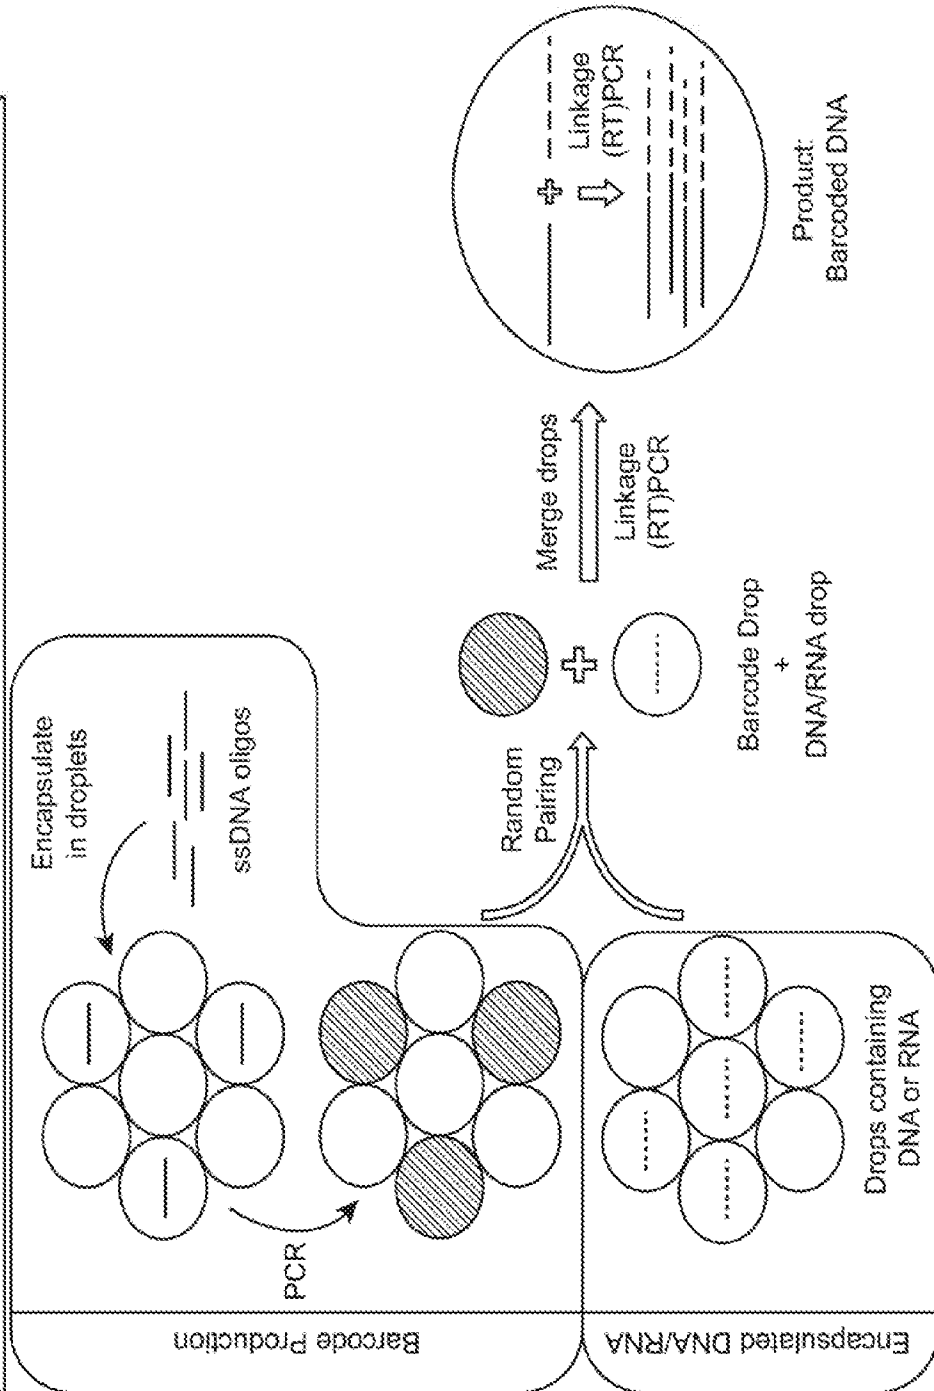 Barcode Production
Encapsulate
in droplets
ssDNA oligos
PCR
Encapsulated DNA/RNA
Drops containing
DNA or RNA
Random
Pairing
Barcode Drop
+
DNA/RNA drop
Merge drops
Linkage
(RT)PCR
Linkage
(RT)PCR
Product:
Barcoded DNA